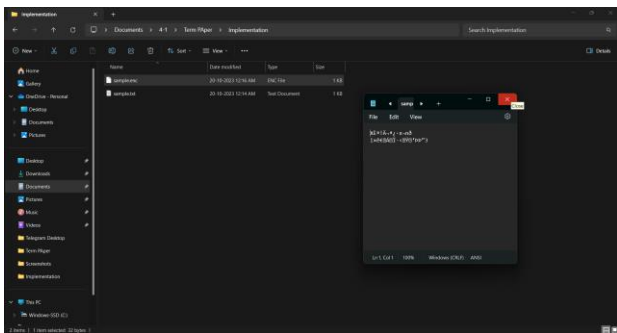 Implementation
Documents > 4-1 > Term PAper > Implementation
Search Implementation
New
Sort
View
Details
Name
Date modified
Type
Size
Home
Gallery
OneDrive - Personal
Desktop
Documents
Pictures
Desktop
Downloads
Documents
Pictures
Music
Videos
Telegram Desktop
Term PAper
Screenshots
Implementation
This PC
Windows-SSD (C:)
sample.enc
20-10-2023 12:16 AM
ENC File
1 KB
sample.txt
20-10-2023 12:14 AM
Text Document
1 KB
samp
Close
File
Edit
View
Ln 1, Col 1
100%
Windows (CRLF)
ANSI
2 items
1 item selected 32 bytes